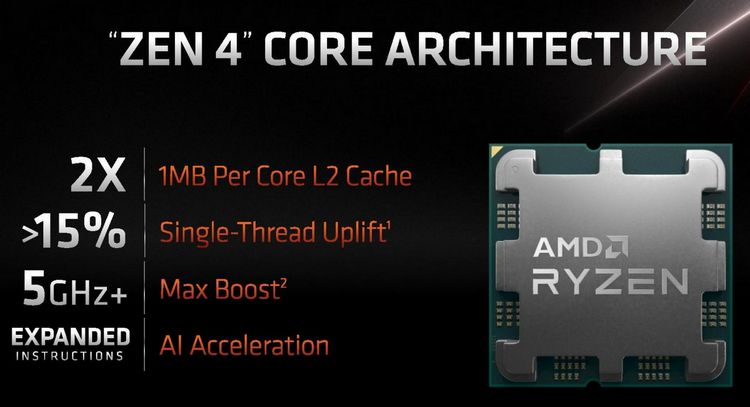 “ZEN 4” CORE ARCHITECTURE
2X 1MB Per Core L2 Cache
>15% Single-Thread Uplift¹
5GHz+ Max Boost²
EXPANDED INSTRUCTIONS AI Acceleration
AMD
RYZEN